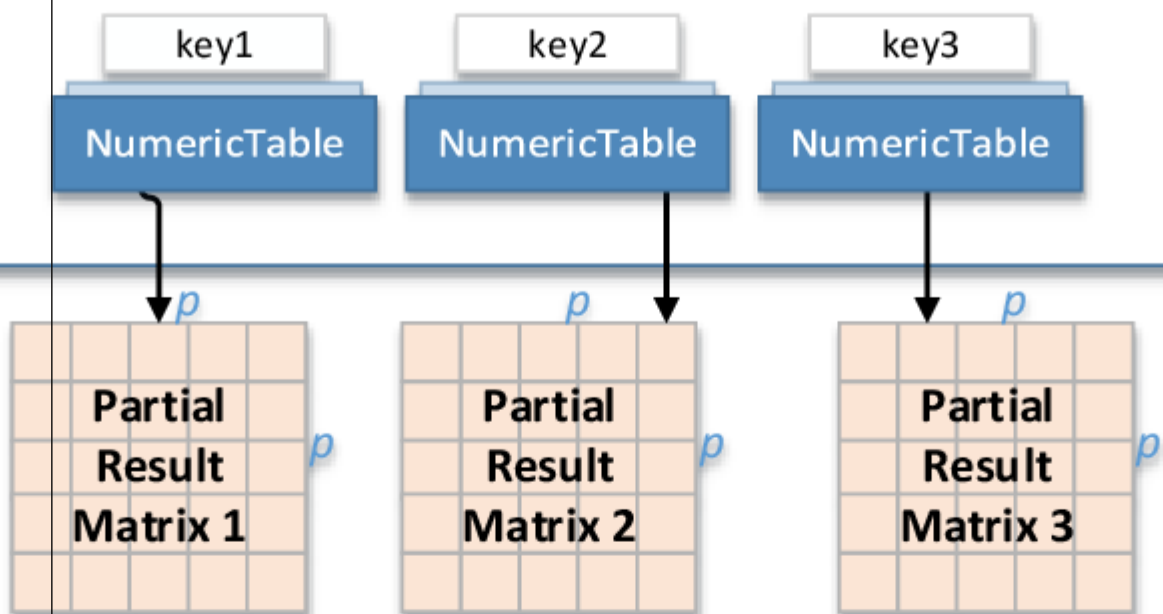 key1 key2 key3
NumericTable NumericTable NumericTable
p p p
Partial Partial Partial
Result p Result p Result p
Matrix 1 Matrix 2 Matrix 3